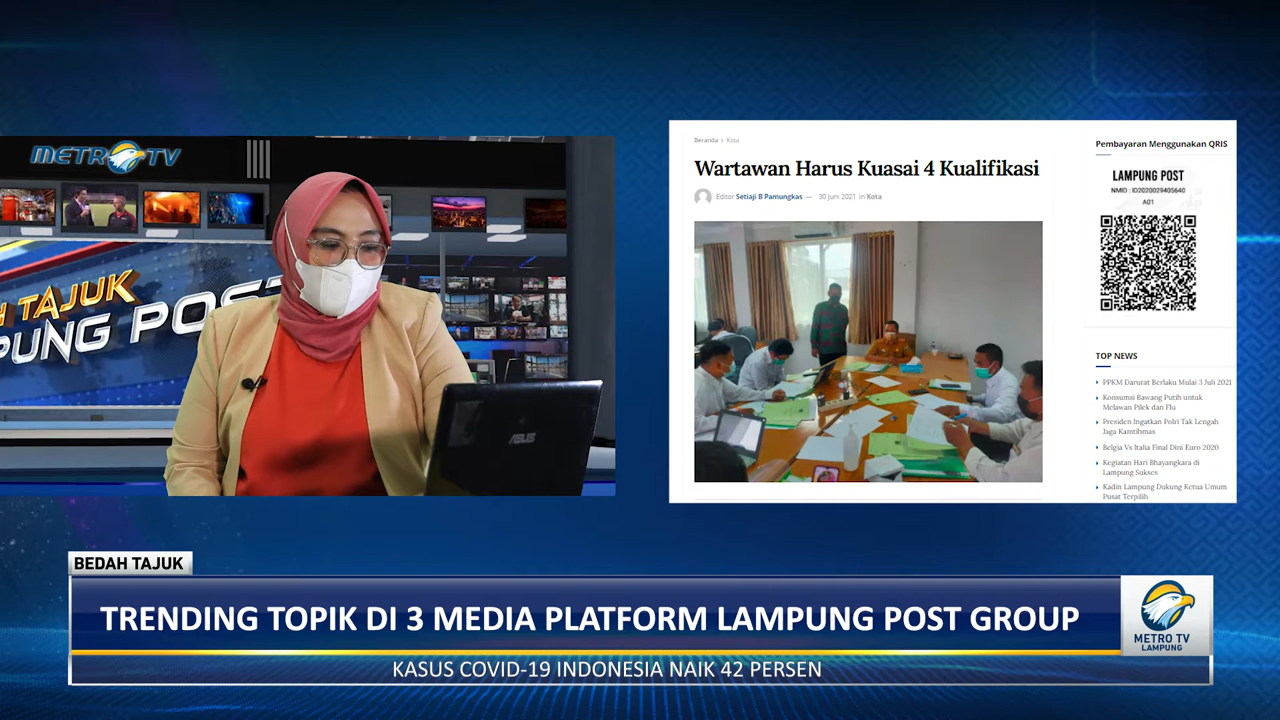 METRO TV
H TAJUK
PUNG POST
ASUS
Beranda > Kota
Wartawan Harus Kuasai 4 Kualifikasi
Editor Setiaji B Pamungkas — 30 Juni 2021 in Kota
Pembayaran Menggunakan QRIS
LAMPUNG POST
NMID : ID2020029405640
A01
TOP NEWS
PPKM Darurat Berlaku Mulai 3 Juli 2021
Konsumsi Bawang Putih untuk
Melawan Pilek dan Flu
Presiden Ingatkan Polri Tak Lengah
Jaga Kamtibmas
Belgia Vs Italia Final Dini Euro 2020
Kegiatan Hari Bhayangkara di
Lampung Sukses
Kadin Lampung Dukung Ketua Umum
Pusat Terpilih
BEDAH TAJUK
TRENDING TOPIK DI 3 MEDIA PLATFORM LAMPUNG POST GROUP
KASUS COVID-19 INDONESIA NAIK 42 PERSEN
METRO TV
LAMPUNG